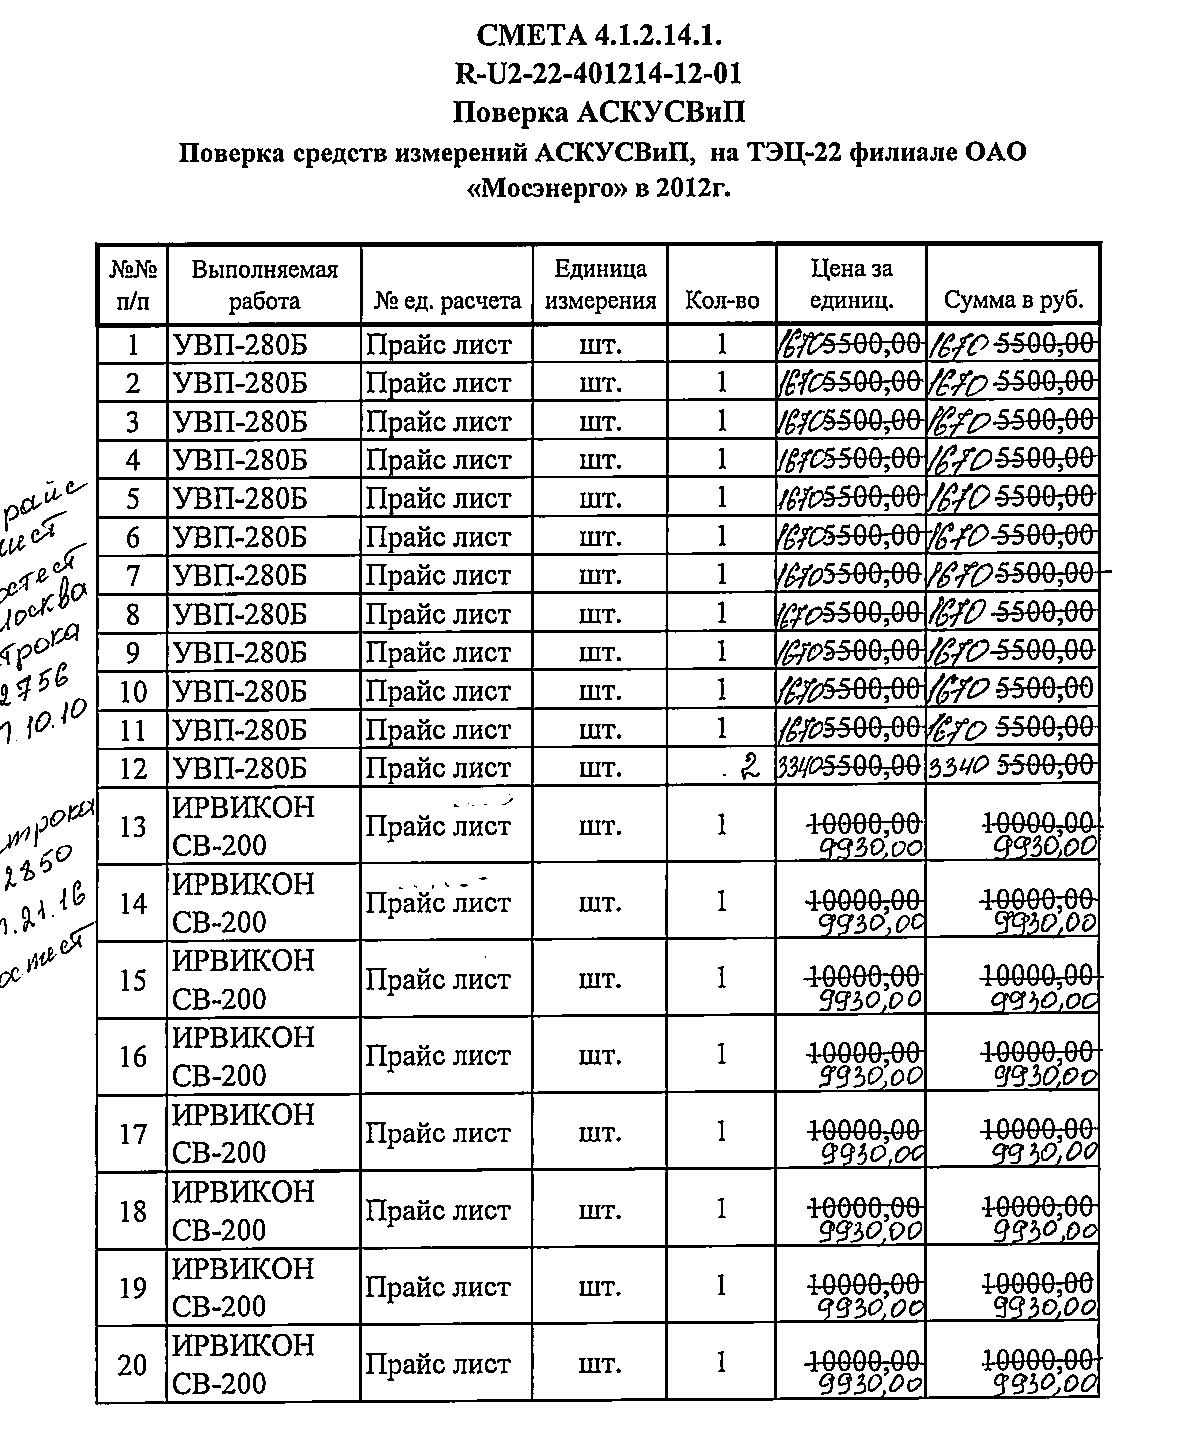 СМЕТА 4.1.2.14.1.
R-U2-22-401214-12-01
Поверка АСКУСВиП
Поверка средств измерений АСКУСВиП, на ТЭЦ-22 филиале ОАО
«Мосэнерго» в 2012г.
№№ п/п Выполняемая работа № ед. расчета Единица измерения Кол-во Цена за единиц. Сумма в руб.
1 УВП-280Б Прайс лист шт. 1 1670 5500,00 1670 5500,00
2 УВП-280Б Прайс лист шт. 1 1670 5500,00 1670 5500,00
3 УВП-280Б Прайс лист шт. 1 1670 5500,00 1670 5500,00
4 УВП-280Б Прайс лист шт. 1 1670 5500,00 1670 5500,00
5 УВП-280Б Прайс лист шт. 1 1670 5500,00 1670 5500,00
6 УВП-280Б Прайс лист шт. 1 1670 5500,00 1670 5500,00
7 УВП-280Б Прайс лист шт. 1 1670 5500,00 1670 5500,00
8 УВП-280Б Прайс лист шт. 1 1670 5500,00 1670 5500,00
9 УВП-280Б Прайс лист шт. 1 1670 5500,00 1670 5500,00
10 УВП-280Б Прайс лист шт. 1 1670 5500,00 1670 5500,00
11 УВП-280Б Прайс лист шт. 1 1670 5500,00 1670 5500,00
12 УВП-280Б Прайс лист шт. 2 3340 5500,00 3340 5500,00
13 ИРВИКОН СВ-200 Прайс лист шт. 1 10000,00 9930,00 10000,00 9930,00
14 ИРВИКОН СВ-200 Прайс лист шт. 1 10000,00 9930,00 10000,00 9930,00
15 ИРВИКОН СВ-200 Прайс лист шт. 1 10000,00 9930,00 10000,00 9930,00
16 ИРВИКОН СВ-200 Прайс лист шт. 1 10000,00 9930,00 10000,00 9930,00
17 ИРВИКОН СВ-200 Прайс лист шт. 1 10000,00 9930,00 10000,00 9930,00
18 ИРВИКОН СВ-200 Прайс лист шт. 1 10000,00 9930,00 10000,00 9930,00
19 ИРВИКОН СВ-200 Прайс лист шт. 1 10000,00 9930,00 10000,00 9930,00
20 ИРВИКОН СВ-200 Прайс лист шт. 1 10000,00 9930,00 10000,00 9930,00
райс
ист
остест
осква
трока
2756
10.10
трока
2850
.21.16
остест